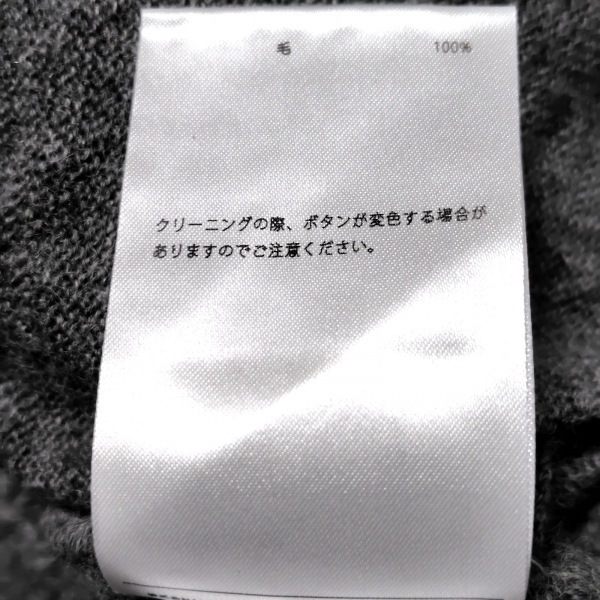 毛 100%
クリーニングの際、ボタンが変色する場合が
ありますのでご注意ください。